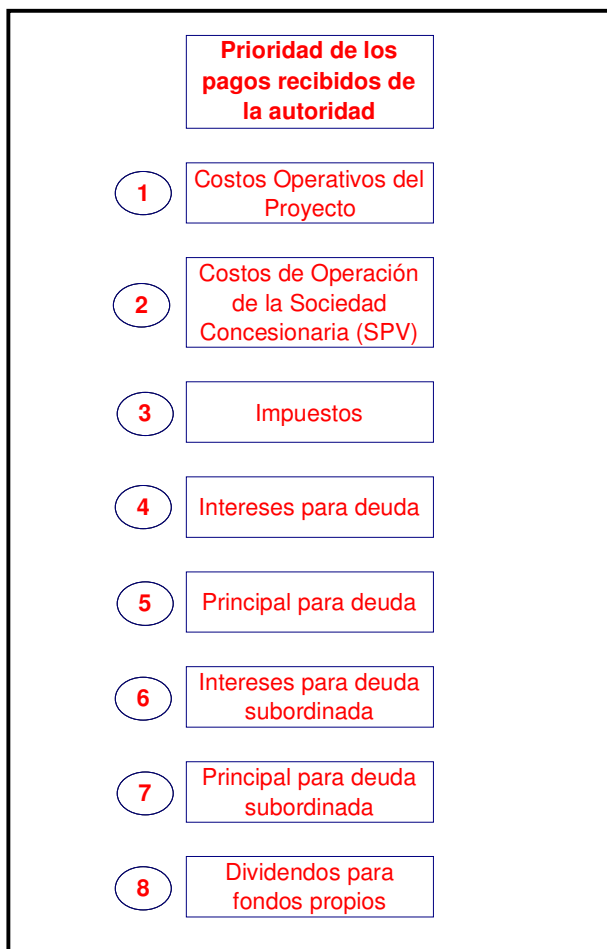 Prioridad de los
pagos recibidos de
la autoridad
1
Costos Operativos del
Proyecto
2
Costos de Operación
de la Sociedad
Concesionaria (SPV)
3
Impuestos
4
Intereses para deuda
5
Principal para deuda
6
Intereses para deuda
subordinada
7
Principal para deuda
subordinada
8
Dividendos para
fondos propios